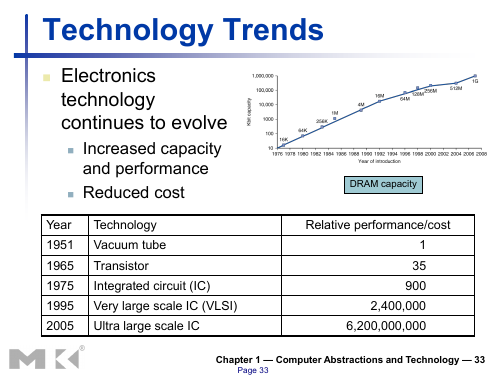 Technology Trends
Electronics
technology
continues to evolve
Increased capacity
and performance
Reduced cost
Kbit capacity
1,000,000
100,000
10,000
1000
100
10
16K
64K
256K
1M
4M
16M
64M
128M
256M
512M
1G
1976 1978 1980 1982 1984 1986 1988 1990 1992 1994 1996 1998 2000 2002 2004 2006 2008
Year of introduction
DRAM capacity
Year Technology Relative performance/cost
1951 Vacuum tube 1
1965 Transistor 35
1975 Integrated circuit (IC) 900
1995 Very large scale IC (VLSI) 2,400,000
2005 Ultra large scale IC 6,200,000,000
MK®
Chapter 1 — Computer Abstractions and Technology — 33
Page 33